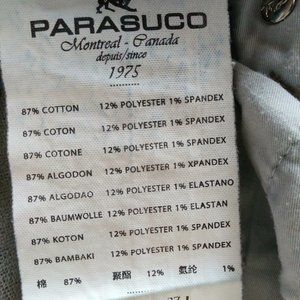 PARASUCO
Montreal - Canada
depuis/since
1975
87% COTTON 12% POLYESTER 1% SPANDEX
87% COTON 12% POLYESTER 1% SPANDEX
87% COTONE 12% POLYESTER 1% SPANDEX
87% ALGODON 12% POLYESTER 1% XPANDEX
87% ALGODAO 12% POLYESTER 1% ELASTANO
87% BAUMWOLLE 12% POLYESTER 1% ELASTAN
87% KOTON 12% POLYESTER 1% SPANDEX
87% BAMBAKI 12% POLYESTER 1% SPANDEX
棉 87% 聚酯 12% 氨纶 1%